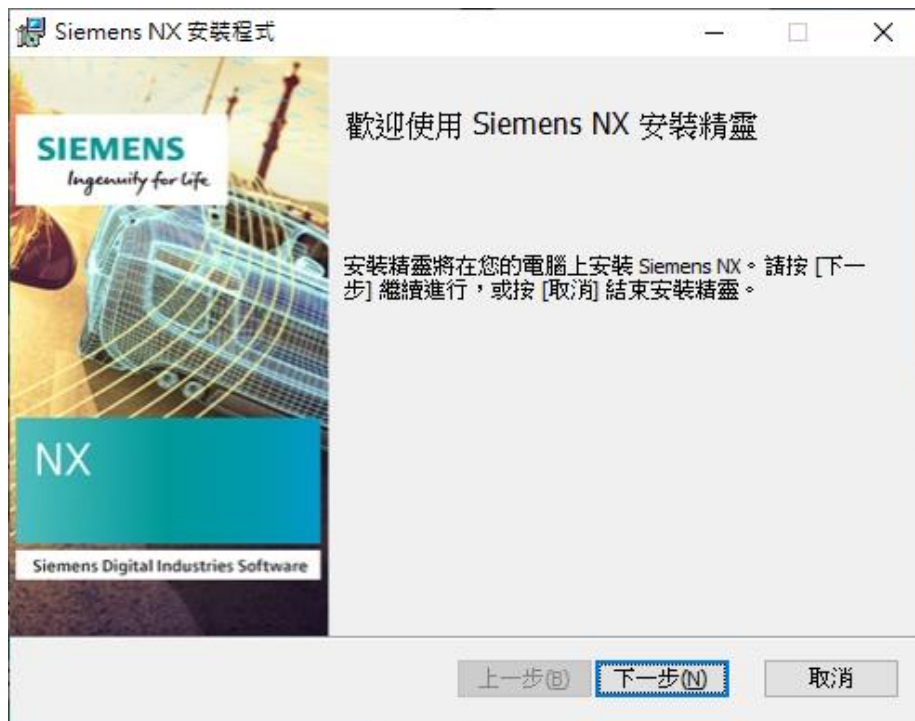 Siemens NX 安裝程式
SIEMENS
Ingenuity for life
歡迎使用 Siemens NX 安裝精靈
安裝精靈將在您的電腦上安裝 Siemens NX。請按 [下一
步] 繼續進行，或按 [取消] 結束安裝精靈。
NX
Siemens Digital Industries Software
上一步(B)
下一步(N)
取消